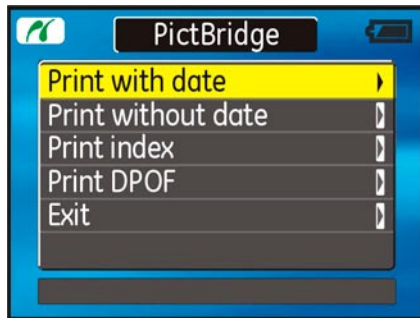 PictBridge
Print with date
Print without date
Print index
Print DPOF
Exit